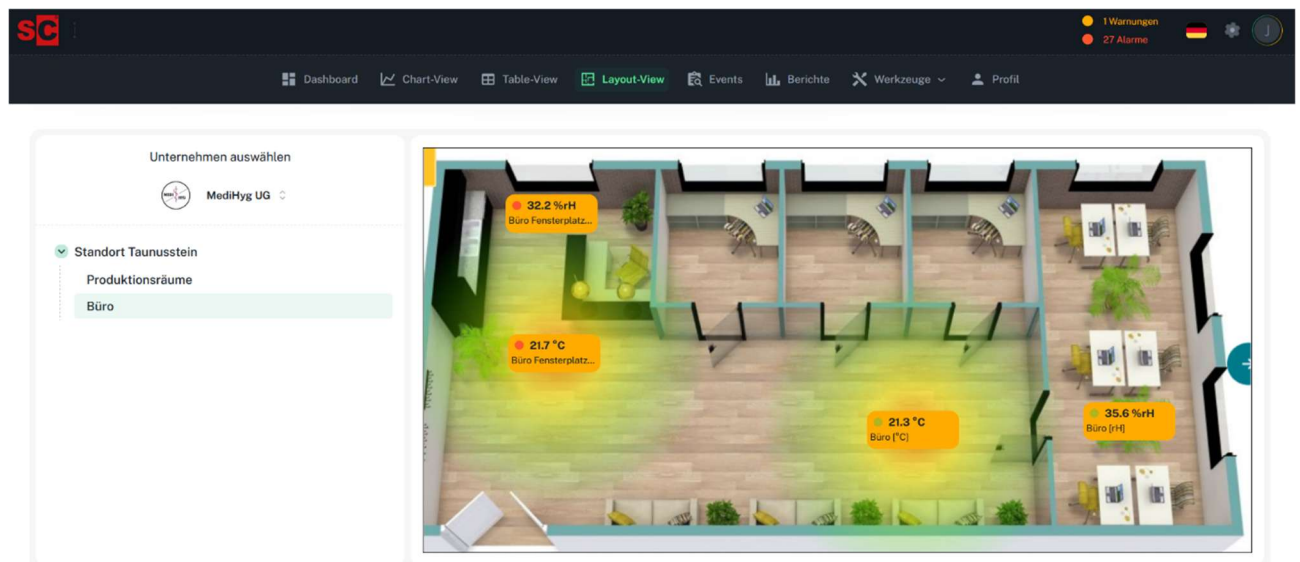 SC
1 Warnungen
27 Alarme
J
Dashboard Chart-View Table-View Layout-View Events Berichte Werkzeuge Profil
Unternehmen auswählen
MediHyg UG
Standort Taunusstein
Produktionsräume
Büro
32.2 %rH
Büro Fensterplatz...
21.7 °C
Büro Fensterplatz...
21.3 °C
Büro [°C]
35.6 %rH
Büro [rH]